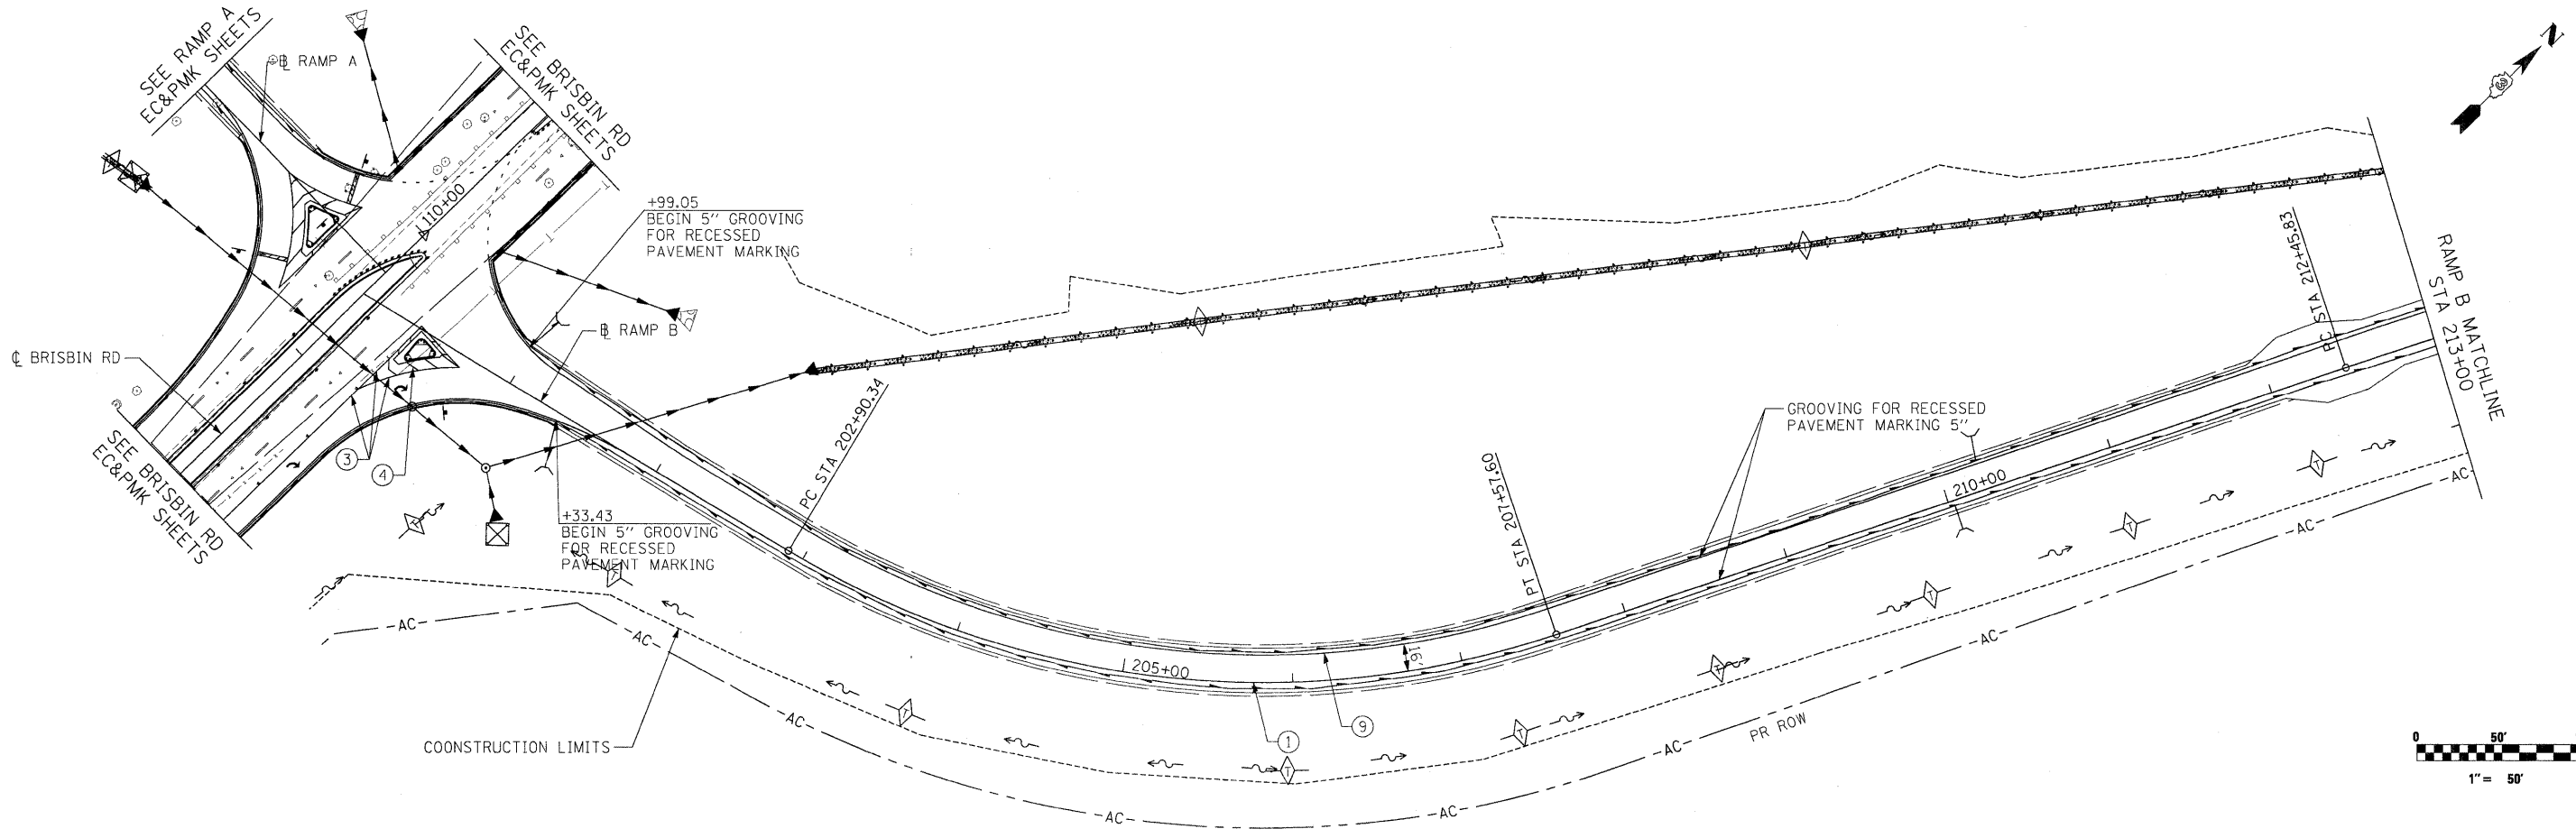 SEE RAMP A
EC&PMK SHEETS
℄ RAMP A
SEE BRISBIN RD
EC&PMK SHEETS
N
110+00
+99.05
BEGIN 5'' GROOVING
FOR RECESSED
PAVEMENT MARKING
℄ BRISBIN RD
RAMP B
3
4
SEE BRISBIN RD
EC&PMK SHEETS
+33.43
BEGIN 5'' GROOVING
FOR RECESSED
PAVEMENT MARKING
PC STA 202+90.34
205+00
16'
1
9
PT STA 207+57.60
GROOVING FOR RECESSED
PAVEMENT MARKING 5''
210+00
PC STA 212+45.83
RAMP B MATCHLINE
STA 213+00
COONSTRUCTION LIMITS
T
T
T
T
T
T
T
T
T
T
AC
AC
AC
AC
AC
AC
AC
AC
AC
PR ROW
0 50'
1'' = 50'